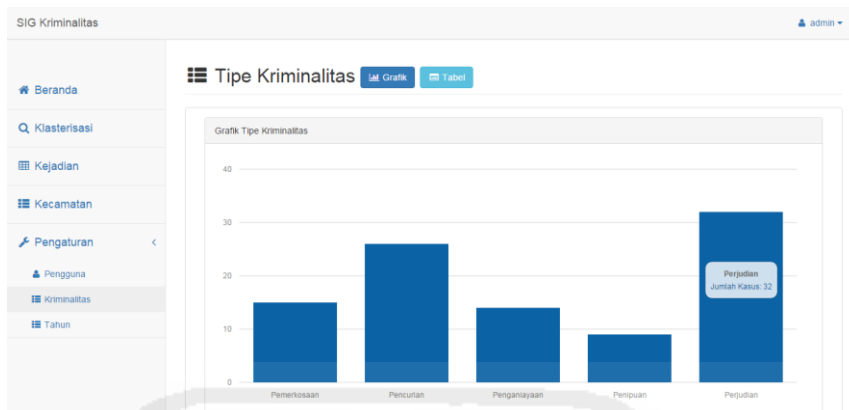 SIG Kriminalitas
admin
Tipe Kriminalitas Grafik Tabel
Beranda
Klasterisasi
Kejadian
Kecamatan
Pengaturan <
Pengguna
Kriminalitas
Tahun
Grafik Tipe Kriminalitas
40
30
20
10
0
Perjudian
Jumlah Kasus: 32
Pemerkosaan Pencurian Penganiayaan Penipuan Perjudian